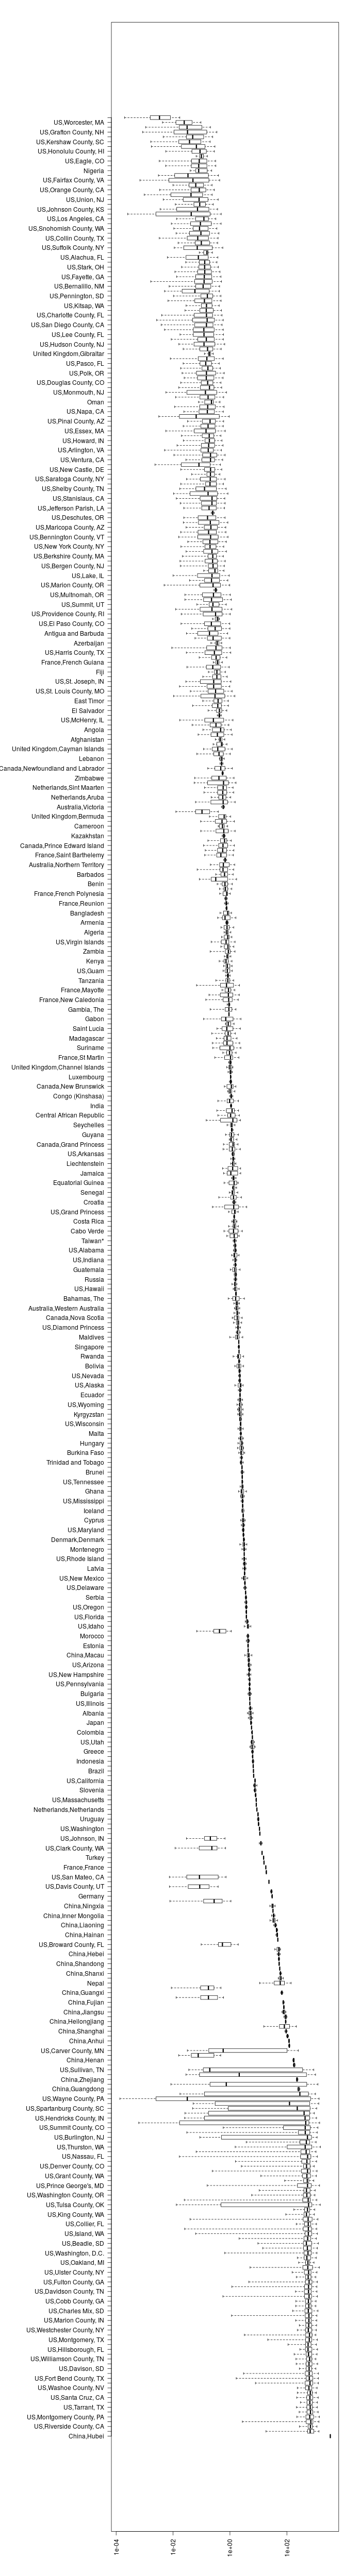 US,Worcester, MA
US,Grafton County, NH
US,Kershaw County, SC
US,Honolulu County, HI
US,Eagle, CO
Nigeria
US,Fairfax County, VA
US,Orange County, CA
US,Union, NJ
US,Johnson County, KS
US,Los Angeles, CA
US,Snohomish County, WA
US,Collin County, TX
US,Suffolk County, NY
US,Alachua, FL
US,Stark, OH
US,Fayette, GA
US,Bernalillo, NM
US,Pennington, SD
US,Kitsap, WA
US,Charlotte County, FL
US,San Diego County, CA
US,Lee County, FL
US,Hudson County, NJ
United Kingdom,Gibraltar
US,Pasco, FL
US,Polk, OR
US,Douglas County, CO
US,Monmouth, NJ
Oman
US,Napa, CA
US,Pinal County, AZ
US,Essex, MA
US,Howard, IN
US,Arlington, VA
US,Ventura, CA
US,New Castle, DE
US,Saratoga County, NY
US,Shelby County, TN
US,Stanislaus, CA
US,Jefferson Parish, LA
US,Deschutes, OR
US,Maricopa County, AZ
US,Bennington County, VT
US,New York County, NY
US,Berkshire County, MA
US,Bergen County, NJ
US,Lake, IL
US,Marion County, OR
US,Multnomah, OR
US,Summit, UT
US,Providence County, RI
US,El Paso County, CO
Antigua and Barbuda
Azerbaijan
US,Harris County, TX
France,French Guiana
Fiji
US,St. Joseph, IN
US,St. Louis County, MO
East Timor
El Salvador
US,McHenry, IL
Angola
Afghanistan
United Kingdom,Cayman Islands
Lebanon
Canada,Newfoundland and Labrador
Zimbabwe
Netherlands,Sint Maarten
Netherlands,Aruba
Australia,Victoria
United Kingdom,Bermuda
Cameroon
Kazakhstan
Canada,Prince Edward Island
France,Saint Barthelemy
Australia,Northern Territory
Barbados
Benin
France,French Polynesia
France,Reunion
Bangladesh
Armenia
Algeria
US,Virgin Islands
Zambia
Kenya
US,Guam
Tanzania
France,Mayotte
France,New Caledonia
Gambia, The
Gabon
Saint Lucia
Madagascar
Suriname
France,St Martin
United Kingdom,Channel Islands
Luxembourg
Canada,New Brunswick
Congo (Kinshasa)
India
Central African Republic
Seychelles
Guyana
Canada,Grand Princess
US,Arkansas
Liechtenstein
Jamaica
Equatorial Guinea
Senegal
Croatia
US,Grand Princess
Costa Rica
Cabo Verde
Taiwan*
US,Alabama
US,Indiana
Guatemala
Russia
US,Hawaii
Bahamas, The
Australia,Western Australia
Canada,Nova Scotia
US,Diamond Princess
Maldives
Singapore
Rwanda
Bolivia
US,Nevada
US,Alaska
Ecuador
US,Wyoming
Kyrgyzstan
US,Wisconsin
Malta
Hungary
Burkina Faso
Trinidad and Tobago
Brunei
US,Tennessee
Ghana
US,Mississippi
Iceland
Cyprus
US,Maryland
Denmark,Denmark
Montenegro
US,Rhode Island
Latvia
US,New Mexico
US,Delaware
Serbia
US,Oregon
US,Florida
US,Idaho
Morocco
Estonia
China,Macau
US,Arizona
US,New Hampshire
US,Pennsylvania
Bulgaria
US,Illinois
Albania
Japan
Colombia
US,Utah
Greece
Indonesia
Brazil
US,California
Slovenia
US,Massachusetts
Netherlands,Netherlands
Uruguay
US,Washington
US,Johnson, IN
US,Clark County, WA
Turkey
France,France
US,San Mateo, CA
US,Davis County, UT
Germany
China,Ningxia
China,Inner Mongolia
China,Liaoning
China,Hainan
US,Broward County, FL
China,Hebei
China,Shandong
China,Shanxi
Nepal
China,Guangxi
China,Fujian
China,Jiangsu
China,Heilongjiang
China,Shanghai
China,Anhui
US,Carver County, MN
China,Henan
US,Sullivan, TN
China,Zhejiang
China,Guangdong
US,Wayne County, PA
US,Spartanburg County, SC
US,Hendricks County, IN
US,Summit County, CO
US,Burlington, NJ
US,Thurston, WA
US,Nassau, FL
US,Denver County, CO
US,Grant County, WA
US,Prince George's, MD
US,Washington County, OR
US,Tulsa County, OK
US,King County, WA
US,Collier, FL
US,Island, WA
US,Beadle, SD
US,Washington, D.C.
US,Oakland, MI
US,Ulster County, NY
US,Fulton County, GA
US,Davidson County, TN
US,Cobb County, GA
US,Charles Mix, SD
US,Marion County, IN
US,Westchester County, NY
US,Montgomery, TX
US,Hillsborough, FL
US,Williamson County, TN
US,Davison, SD
US,Fort Bend County, TX
US,Washoe County, NV
US,Santa Cruz, CA
US,Tarrant, TX
US,Montgomery County, PA
US,Riverside County, CA
China,Hubei
1e-04
1e-02
1e+00
1e+02